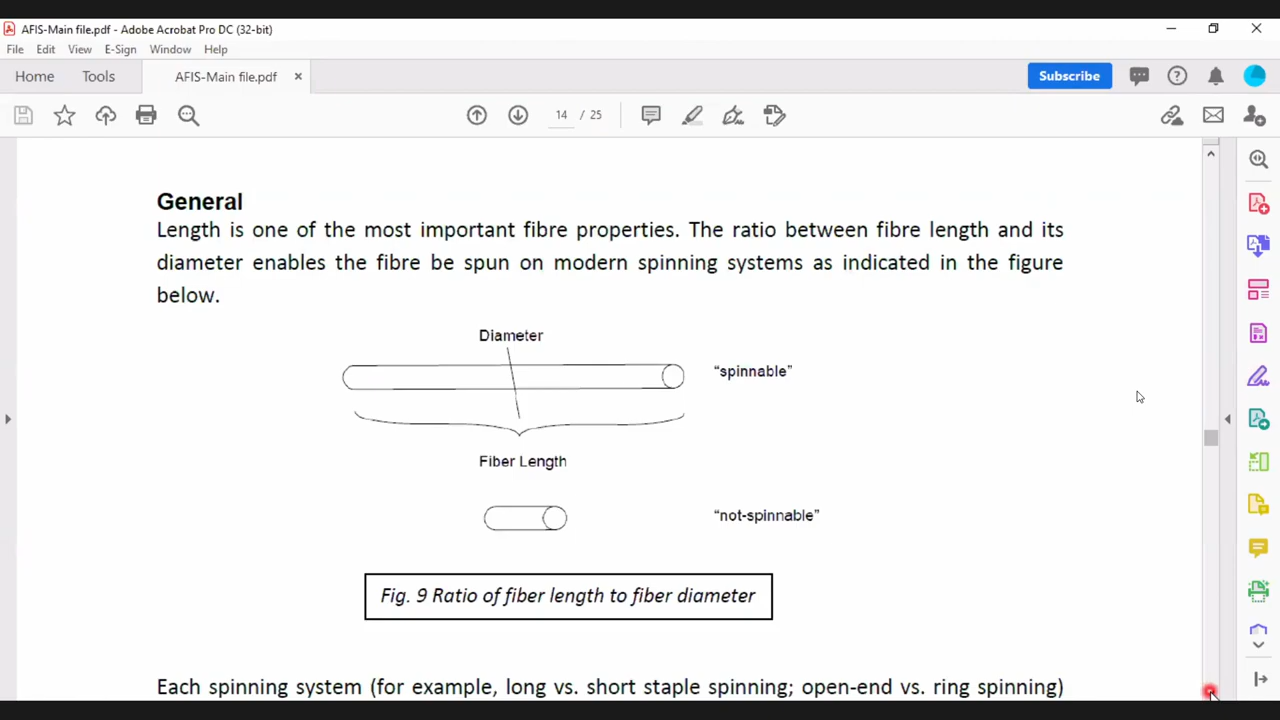 AFIS-Main file.pdf - Adobe Acrobat Pro DC (32-bit)
File Edit View E-Sign Window Help
Home Tools AFIS-Main file.pdf × Subscribe
14 / 25
General
Length is one of the most important fibre properties. The ratio between fibre length and its
diameter enables the fibre be spun on modern spinning systems as indicated in the figure
below.
Diameter
“spinnable”
Fiber Length
“not-spinnable”
Fig. 9 Ratio of fiber length to fiber diameter
Each spinning system (for example, long vs. short staple spinning; open-end vs. ring spinning)